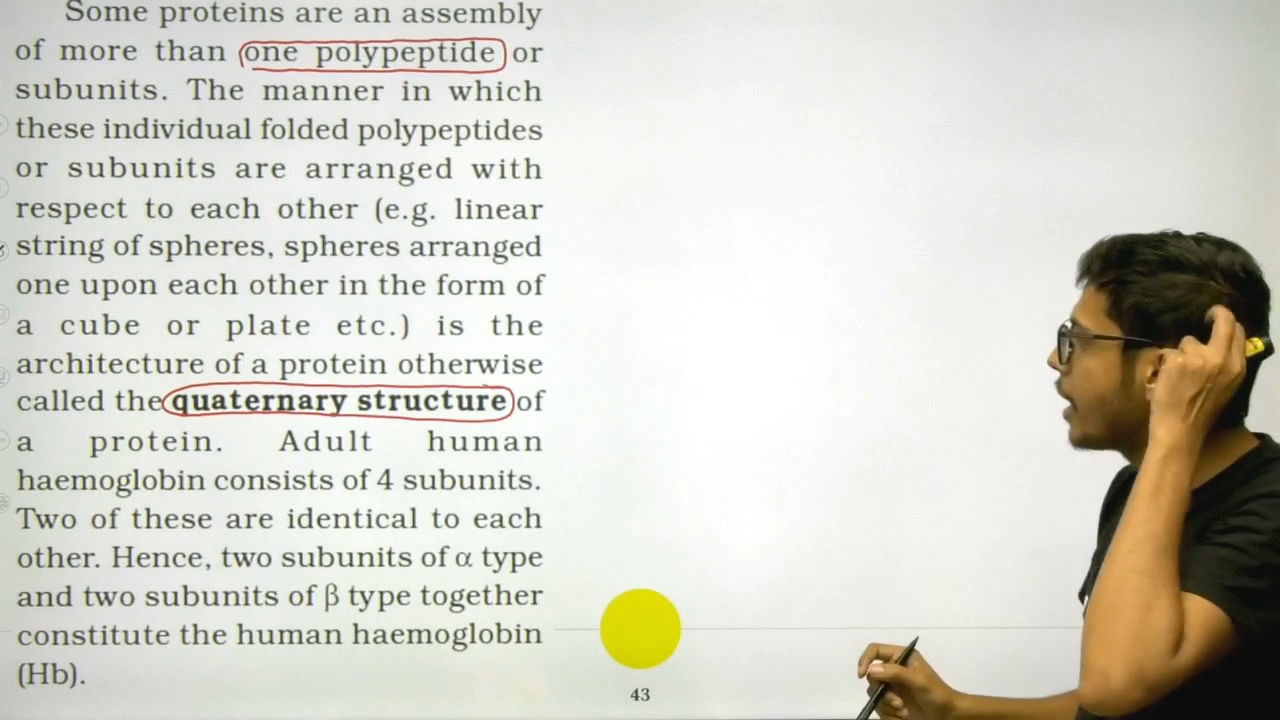 Some proteins are an assembly
of more than one polypeptide or
subunits. The manner in which
these individual folded polypeptides
or subunits are arranged with
respect to each other (e.g. linear
string of spheres, spheres arranged
one upon each other in the form of
a cube or plate etc.) is the
architecture of a protein otherwise
called the quaternary structure of
a protein. Adult human
haemoglobin consists of 4 subunits.
Two of these are identical to each
other. Hence, two subunits of α type
and two subunits of β type together
constitute the human haemoglobin
(Hb).
43